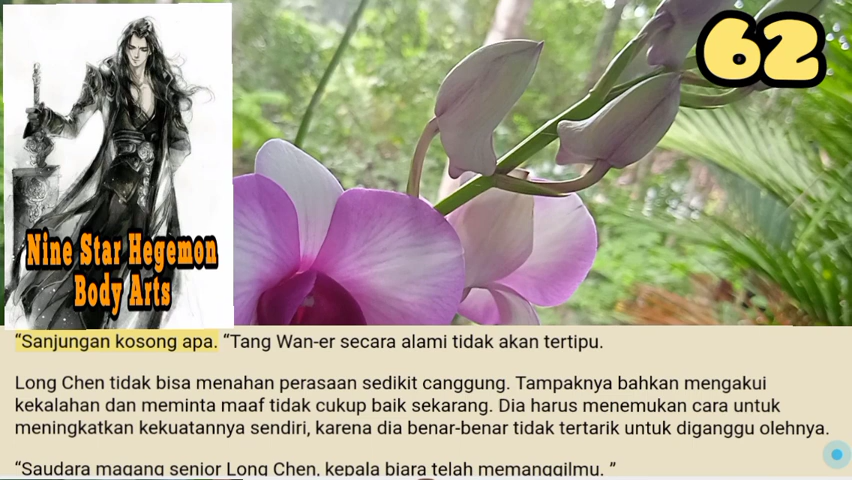 62
Nine Star Hegemon
Body Arts
“Sanjungan kosong apa. “Tang Wan-er secara alami tidak akan tertipu.
Long Chen tidak bisa menahan perasaan sedikit canggung. Tampaknya bahkan mengakui
kekalahan dan meminta maaf tidak cukup baik sekarang. Dia harus menemukan cara untuk
meningkatkan kekuatannya sendiri, karena dia benar-benar tidak tertarik untuk diganggu olehnya.
“Saudara magang senior Long Chen, kepala biara telah memanggilmu. ”